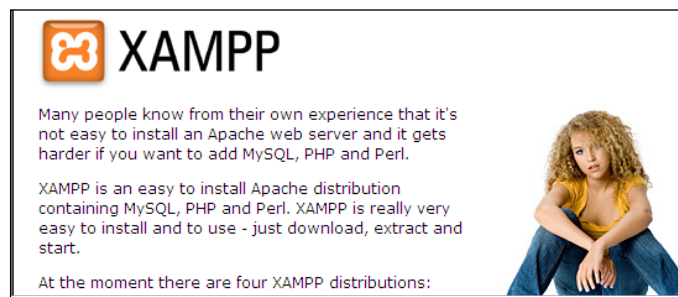 XAMPP
Many people know from their own experience that it's
not easy to install an Apache web server and it gets
harder if you want to add MySQL, PHP and Perl.
XAMPP is an easy to install Apache distribution
containing MySQL, PHP and Perl. XAMPP is really very
easy to install and to use - just download, extract and
start.
At the moment there are four XAMPP distributions: